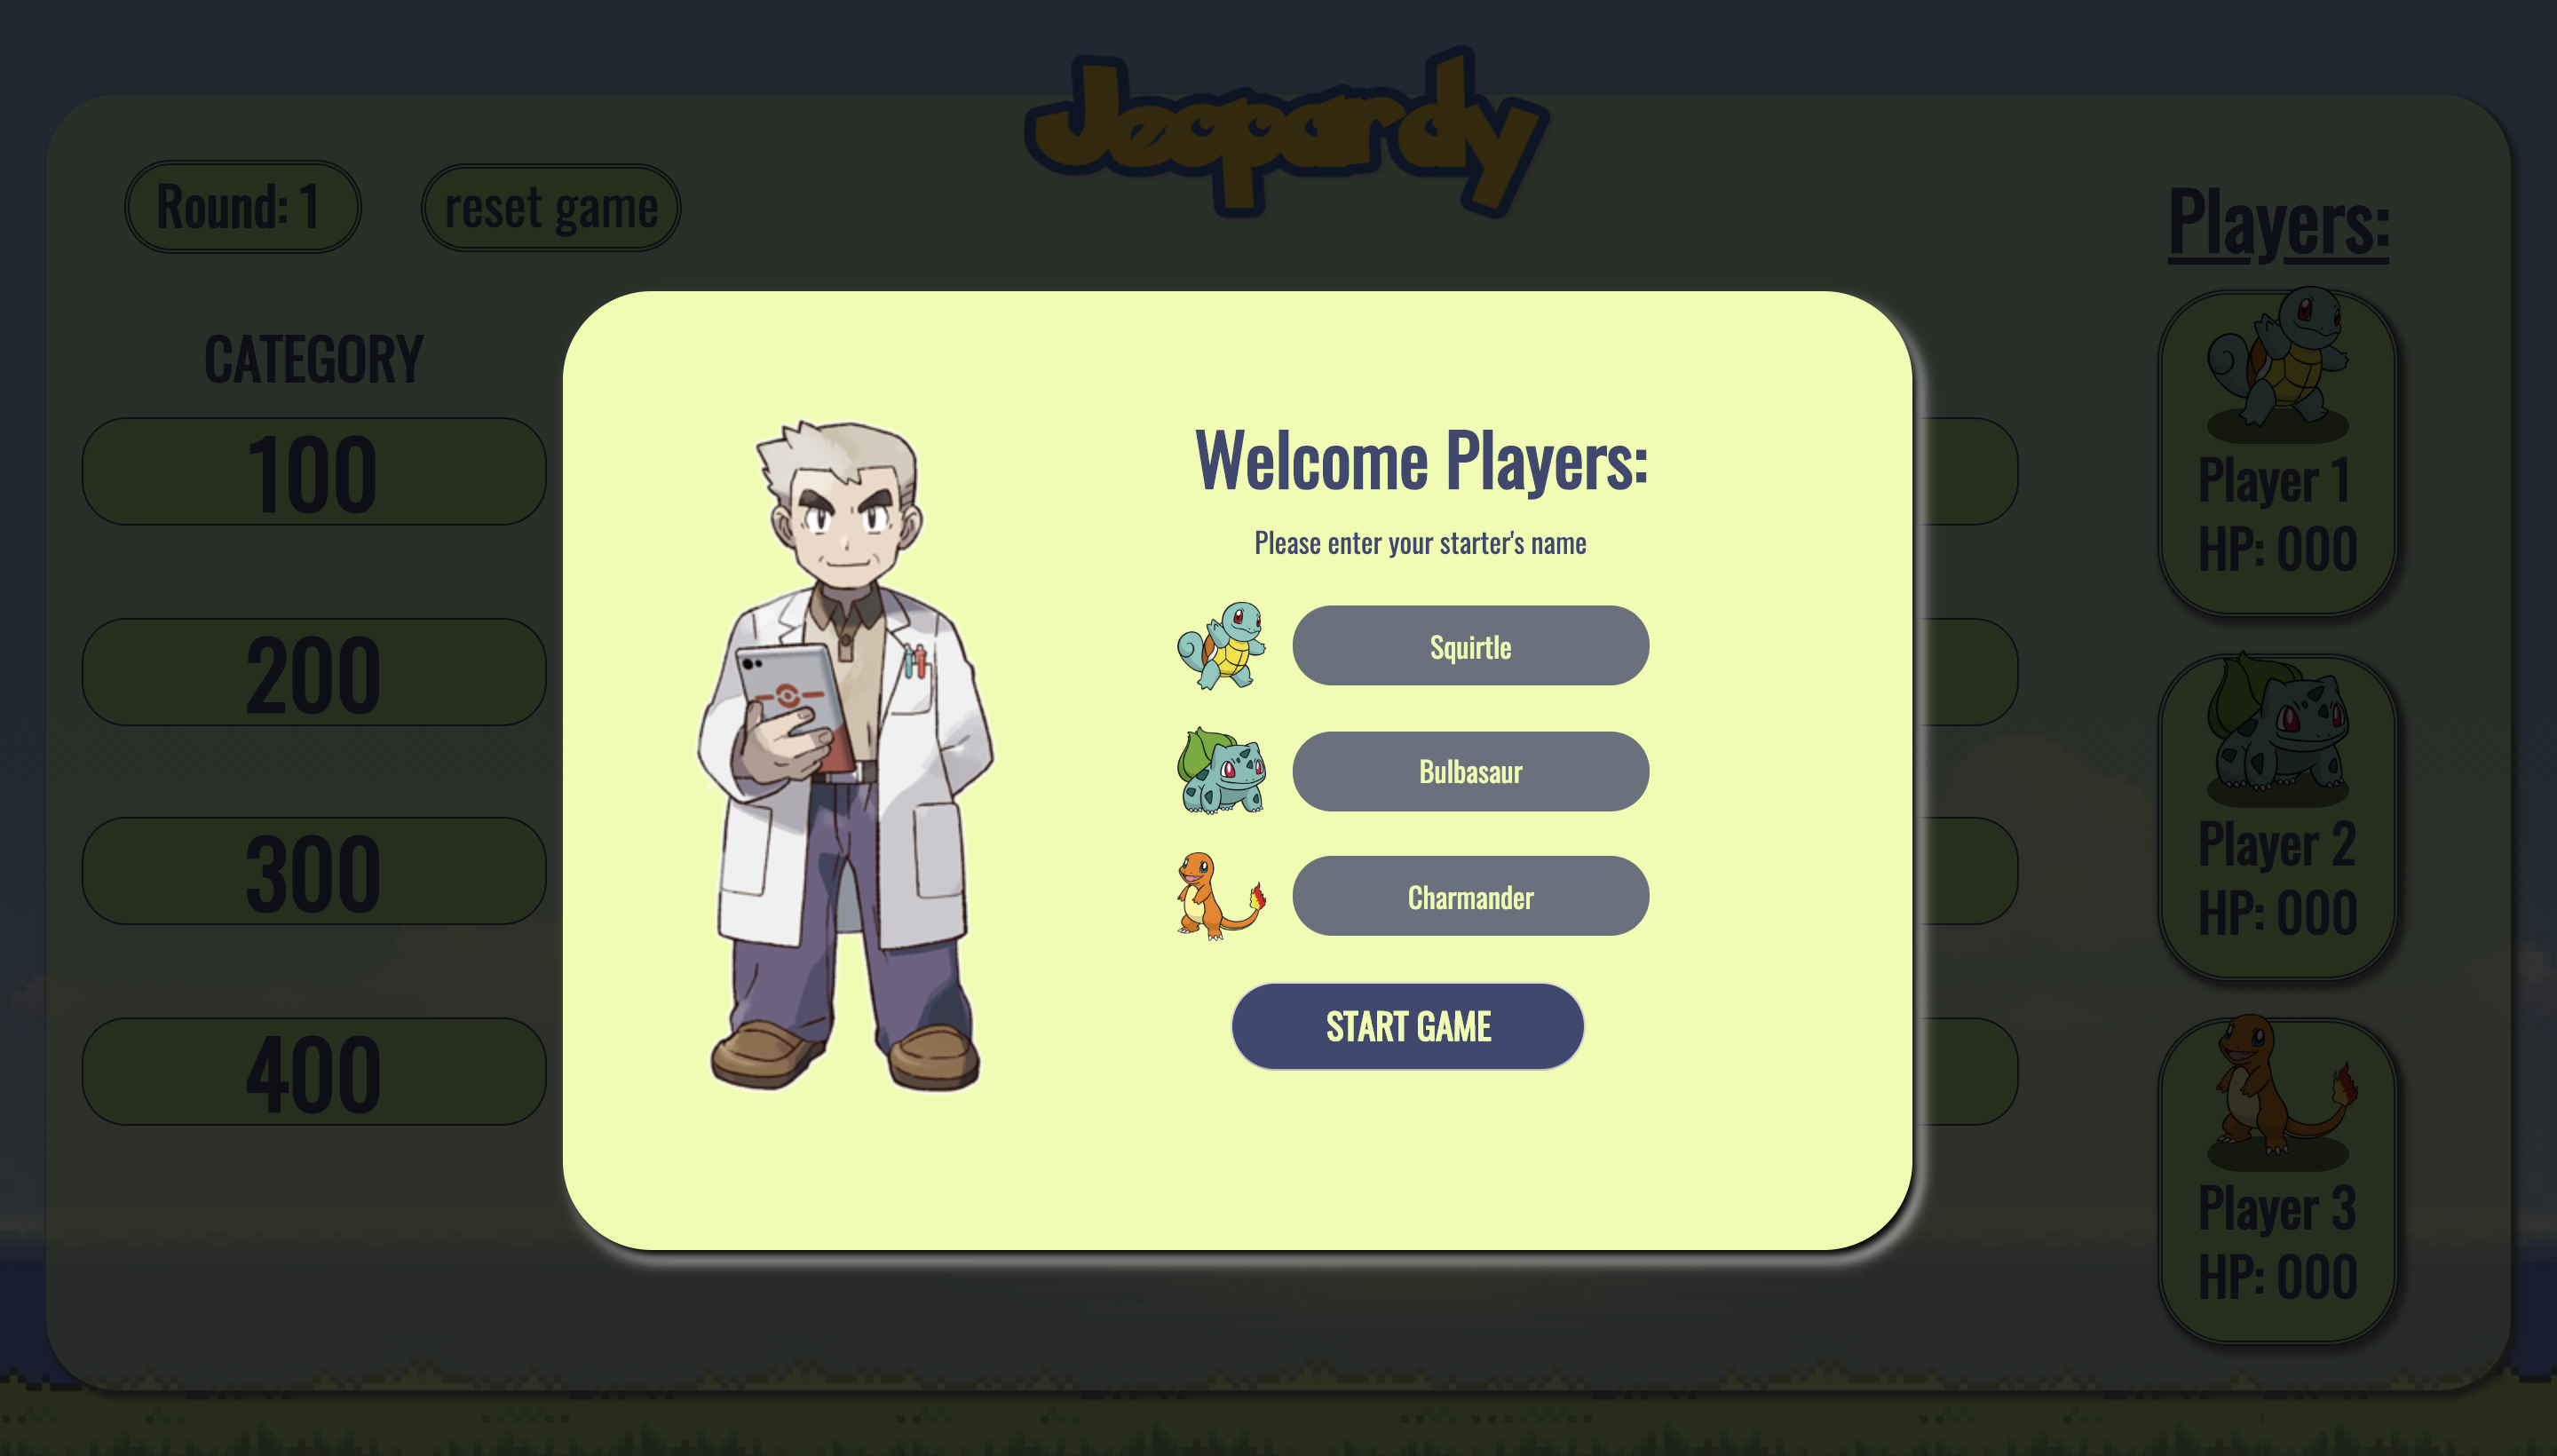 Jeopardy
Round: 1
reset game
Players:
CATEGORY
100
200
300
400
Welcome Players:
Please enter your starter's name
Squirtle
Bulbasaur
Charmander
START GAME
Player 1
HP: 000
Player 2
HP: 000
Player 3
HP: 000